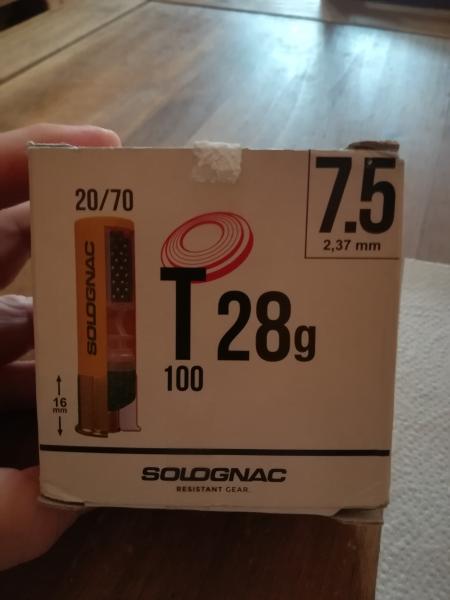 20/70
7.5
2,37 mm
SOLOGNAC
T 28g
100
16
mm
SOLOGNAC
RESISTANT GEAR.